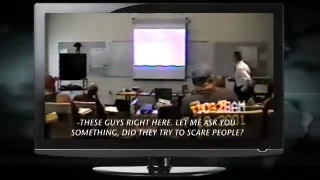 -THESE GUYS RIGHT HERE. LET ME ASK YOU
SOMETHING, DID THEY TRY TO SCARE PEOPLE?